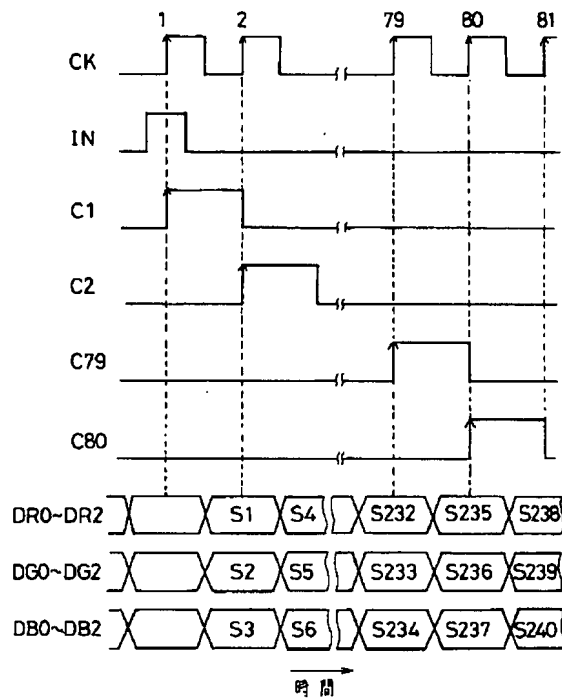 1 2 79 80 81
CK
IN
C1
C2
C79
C80
DR0~DR2 S1 S4 S232 S235 S238
DG0~DG2 S2 S5 S233 S236 S239
DB0~DB2 S3 S6 S234 S237 S240
時間